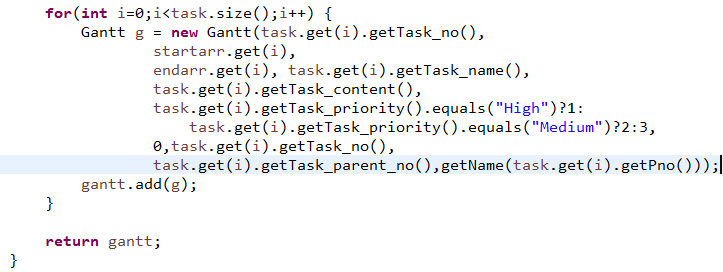 for(int i=0;i<task.size();i++) {
Gantt g = new Gantt(task.get(i).getTask_no(),
startarr.get(i),
endarr.get(i), task.get(i).getTask_name(),
task.get(i).getTask_content(),
task.get(i).getTask_priority().equals("High")?1:
task.get(i).getTask_priority().equals("Medium")?2:3,
0,task.get(i).getTask_no(),
task.get(i).getTask_parent_no(),getName(task.get(i).getPno()));
gantt.add(g);
}
return gantt;
}